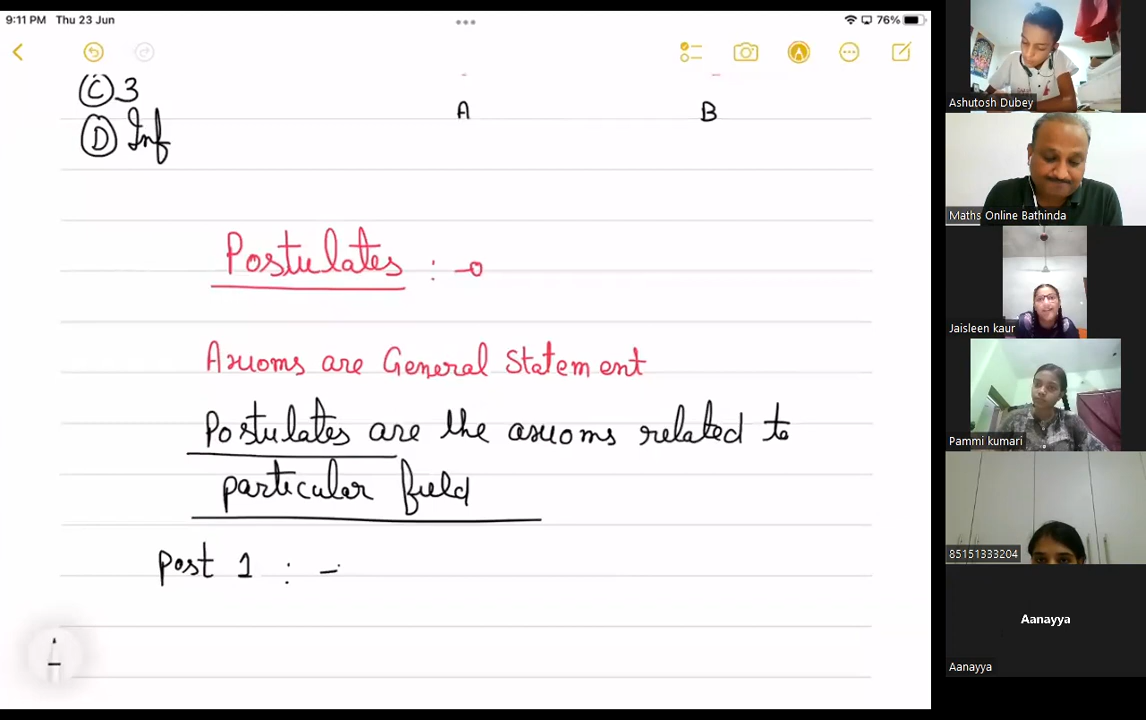 9:11 PM Thu 23 Jun
76%
Ⓒ 3
Ⓓ Inf
A B
Postulates : -o
Axioms are General Statement
Postulates are the axioms related to
particular field
Post 1 : -
Ashutosh Dubey
Maths Online Bathinda
Jaisleen kaur
Pammi kumari
85151333204
Aanayya
Aanayya